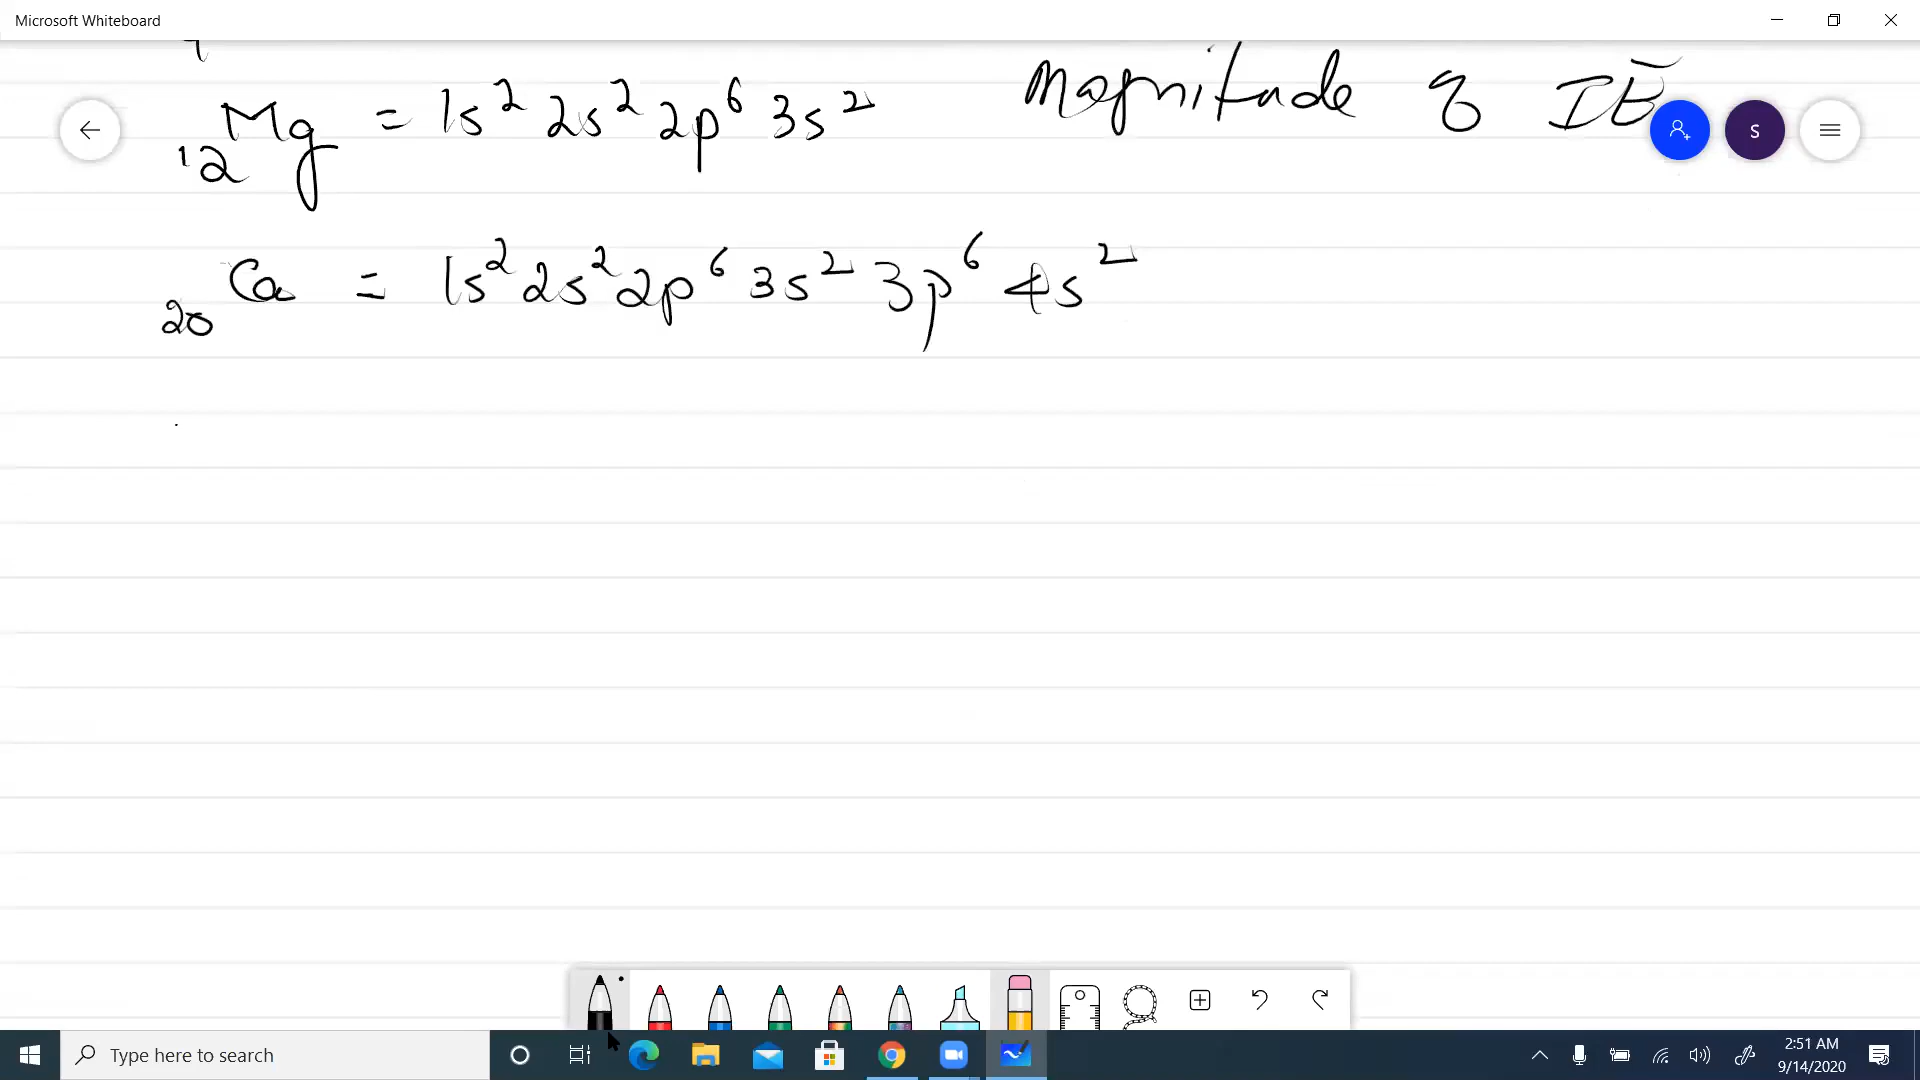 Microsoft Whiteboard
₁₂Mg = 1s² 2s² 2p⁶ 3s² Magnitude of IE
S
₂₀Ca = 1s² 2s² 2p⁶ 3s² 3p⁶ 4s²
Type here to search
2:51 AM
9/14/2020